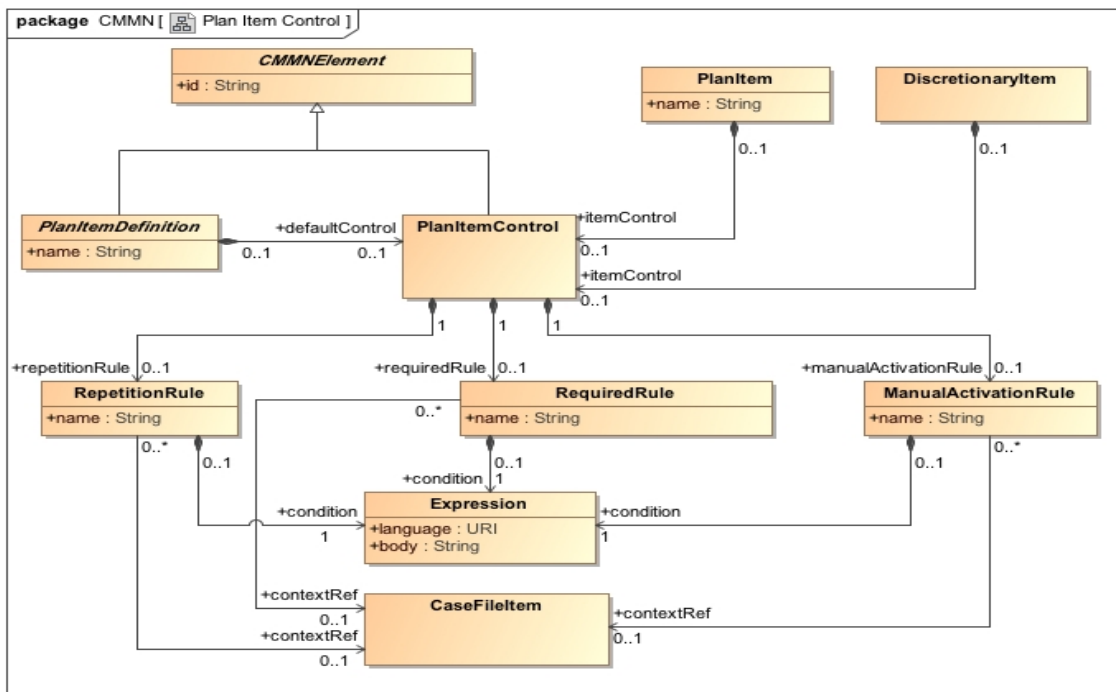 package CMMN [ Plan Item Control ]
CMMNElement
+id : String
PlanItem
+name : String
DiscretionaryItem
0..1
0..1
PlanItemDefinition
+name : String
+defaultControl
0..1
0..1
PlanItemControl
+itemControl
0..1
+itemControl
0..1
1
1
1
+repetitionRule
0..1
+requiredRule
0..1
+manualActivationRule
0..1
RepetitionRule
+name : String
RequiredRule
+name : String
ManualActivationRule
+name : String
0..*
0..*
0..1
0..1
0..1
0..*
+condition
1
Expression
+language : URI
+body : String
+condition
1
+condition
1
+contextRef
0..1
+contextRef
0..1
CaseFileItem
+contextRef
0..1